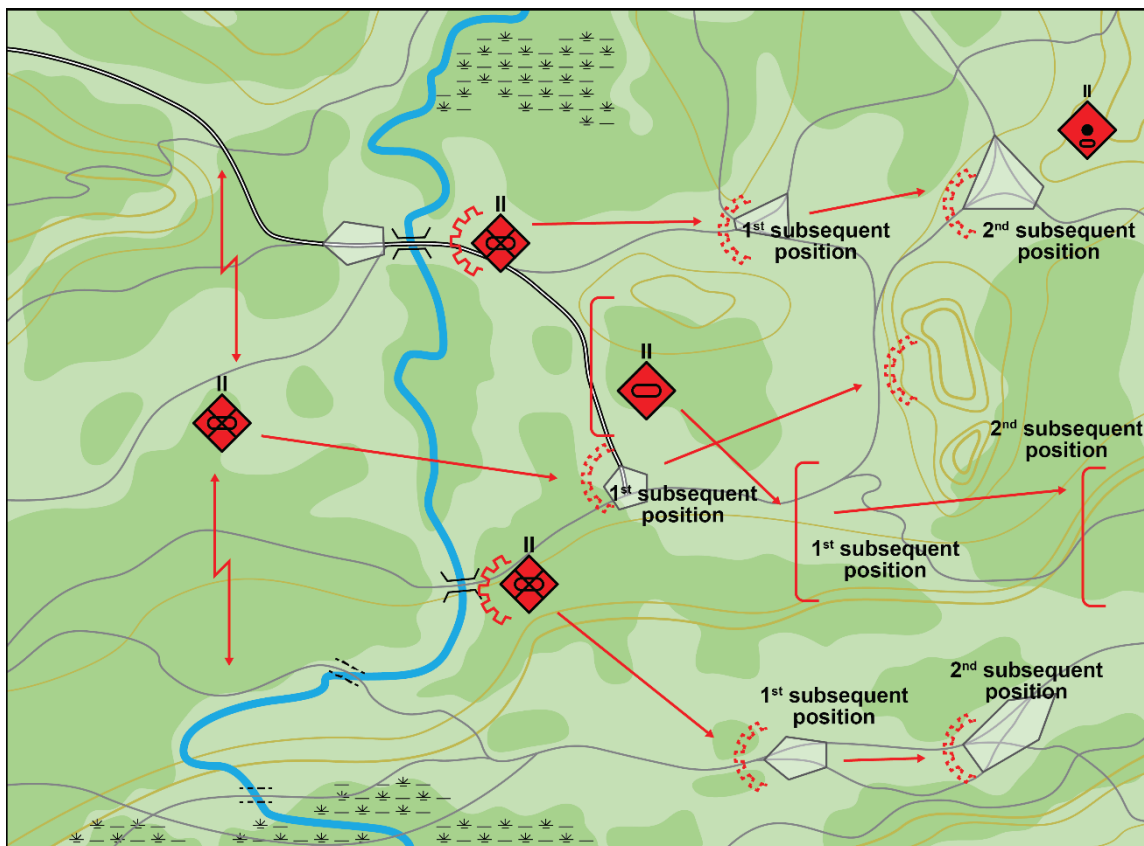 II
II
1st subsequent
position
2nd subsequent
position
II
II
2nd subsequent
position
1st subsequent
position
1st subsequent
position
II
2nd subsequent
position
1st subsequent
position